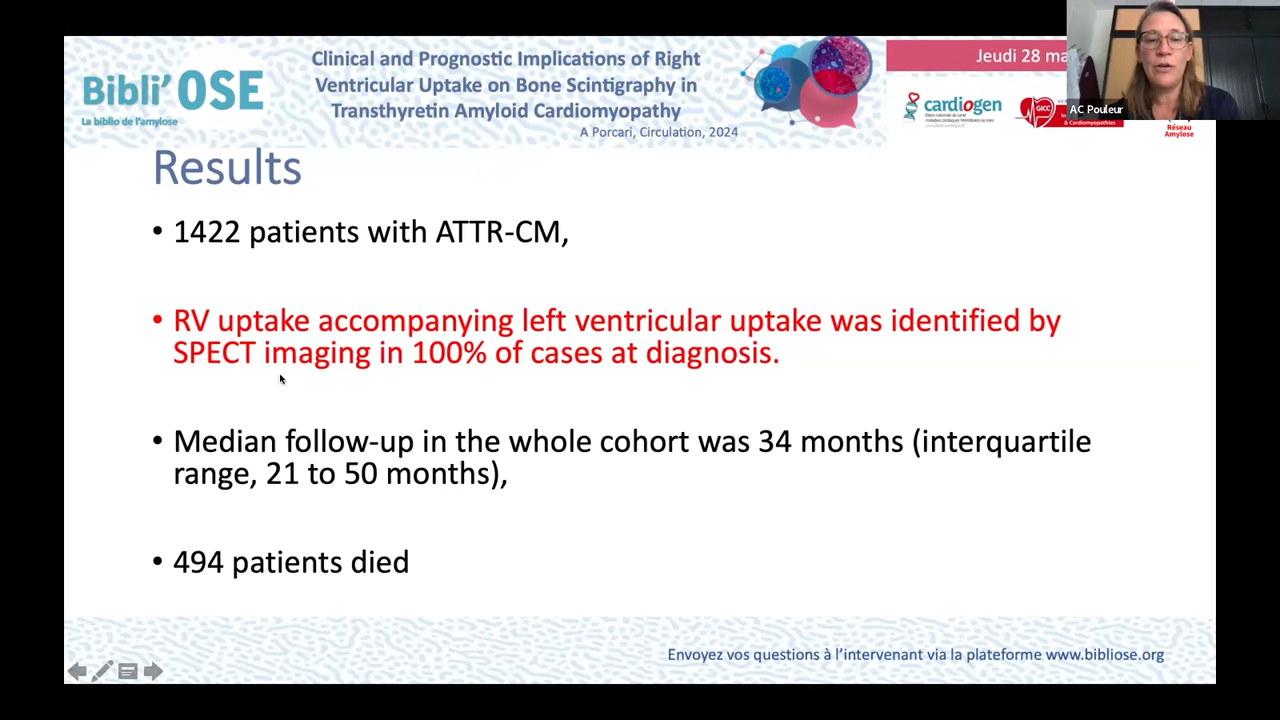 Bibli'OSE
La biblio de l'amylose
Clinical and Prognostic Implications of Right
Ventricular Uptake on Bone Scintigraphy in
Transthyretin Amyloid Cardiomyopathy
A Porcari, Circulation, 2024
Jeudi 28 ma
cardiogen
GICC
& Cardiomyopathies
Réseau
Amylose
AC Pouleur
Results
• 1422 patients with ATTR-CM,
• RV uptake accompanying left ventricular uptake was identified by
SPECT imaging in 100% of cases at diagnosis.
• Median follow-up in the whole cohort was 34 months (interquartile
range, 21 to 50 months),
• 494 patients died
Envoyez vos questions à l'intervenant via la plateforme www.bibliose.org